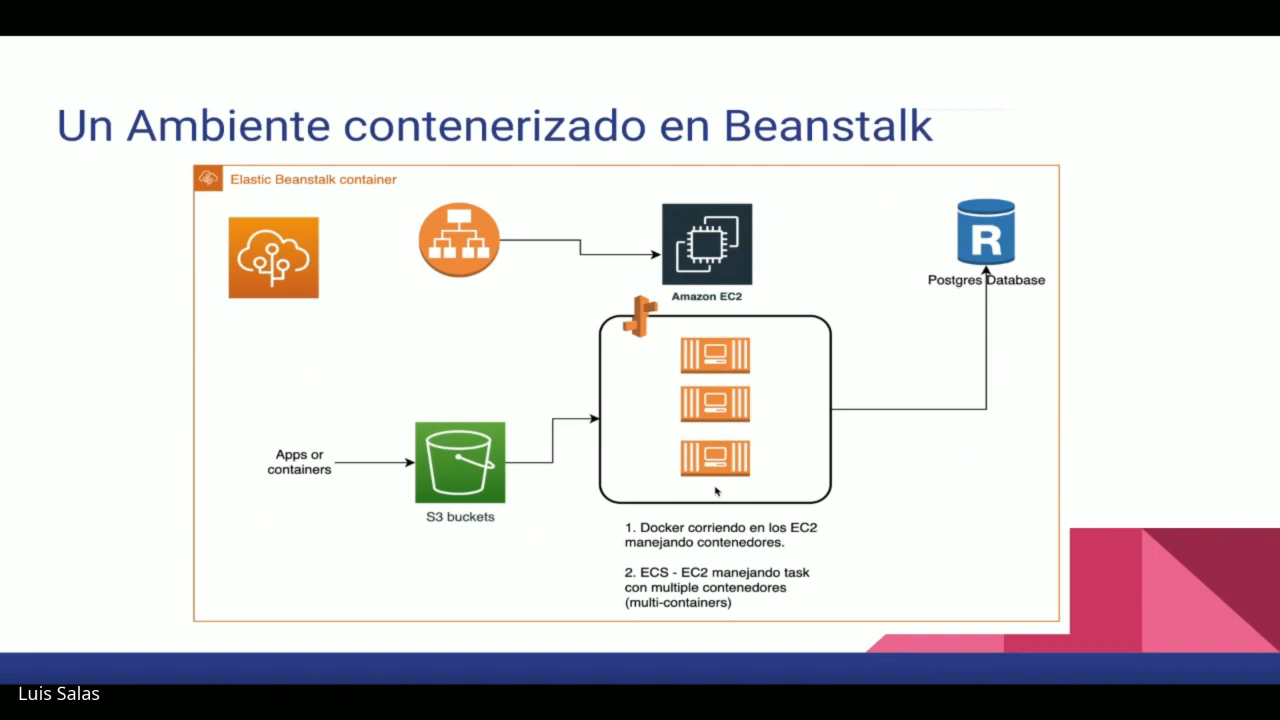 Un Ambiente contenerizado en Beanstalk
Elastic Beanstalk container
Amazon EC2
R
Postgres Database
Apps or
containers
S3 buckets
1. Docker corriendo en los EC2
manejando contenedores.
2. ECS - EC2 manejando task
con multiple contenedores
(multi-containers)
Luis Salas